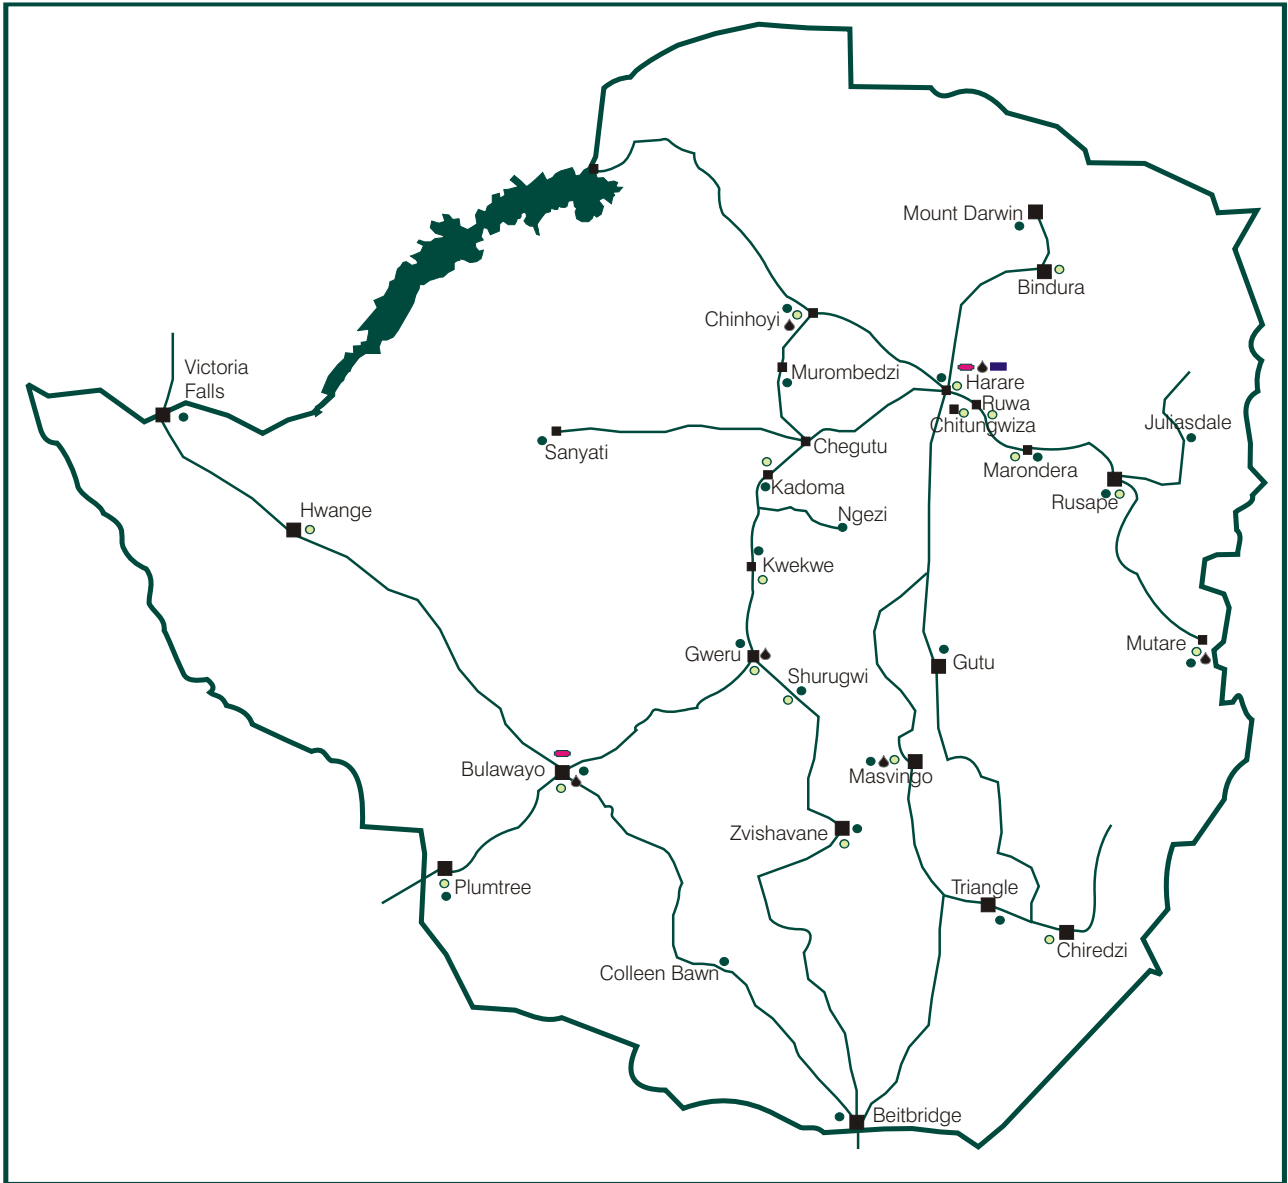 Mount Darwin
Bindura
Chinhoyi
Victoria
Falls
Murombedzi
Harare
Ruwa
Chitungwiza
Juliasdale
Sanyati
Chegutu
Marondera
Kadoma
Rusape
Hwange
Ngezi
Kwekwe
Mutare
Gweru
Gutu
Shurugwi
Bulawayo
Masvingo
Zvishavane
Plumtree
Triangle
Chiredzi
Colleen Bawn
Beitbridge